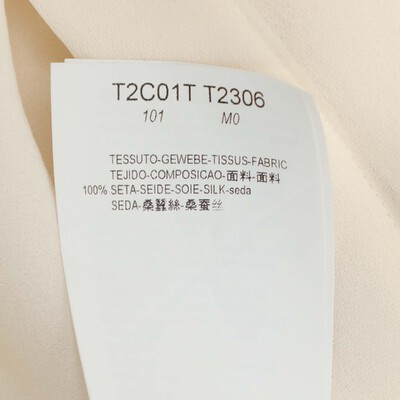 T2C01T T2306
101 M0
TESSUTO-GEWEBE-TISSUS-FABRIC
TEJIDO-COMPOSICAO-面料-面料
100% SETA-SEIDE-SOIE-SILK-seda
SEDA-桑蠶絲-桑蚕丝